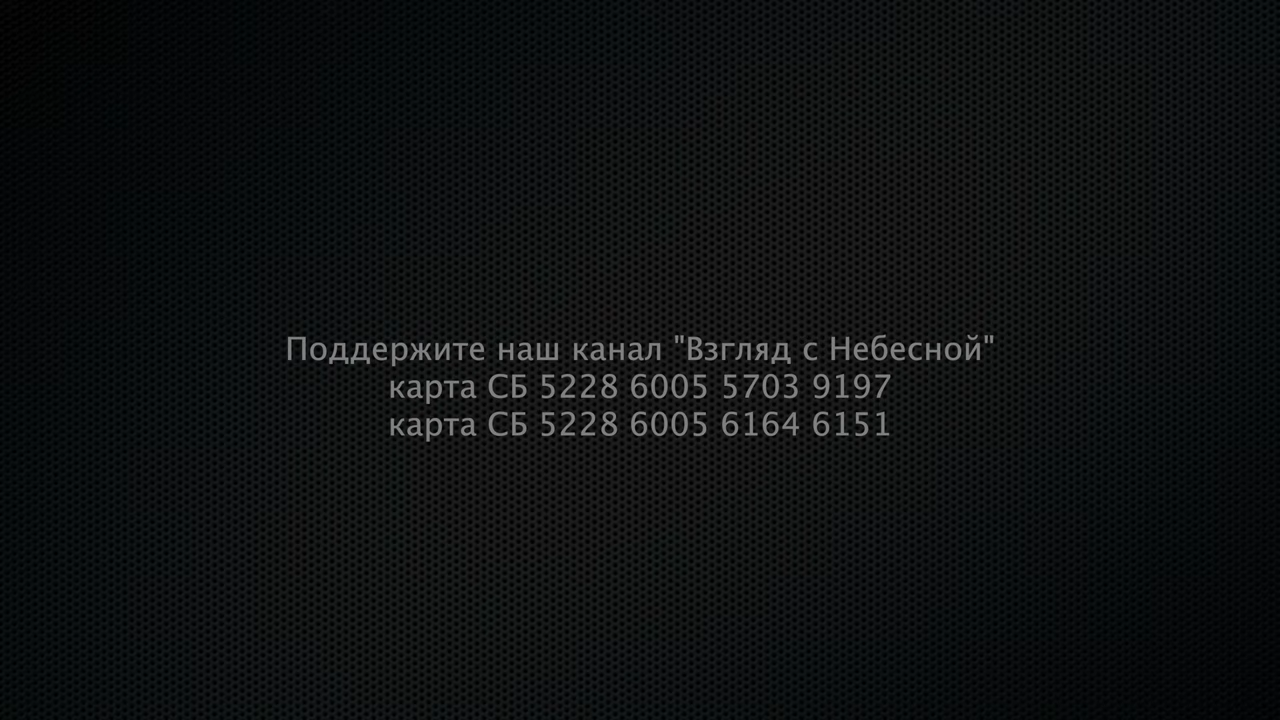 Поддержите наш канал "Взгляд с Небесной"
карта СБ 5228 6005 5703 9197
карта СБ 5228 6005 6164 6151